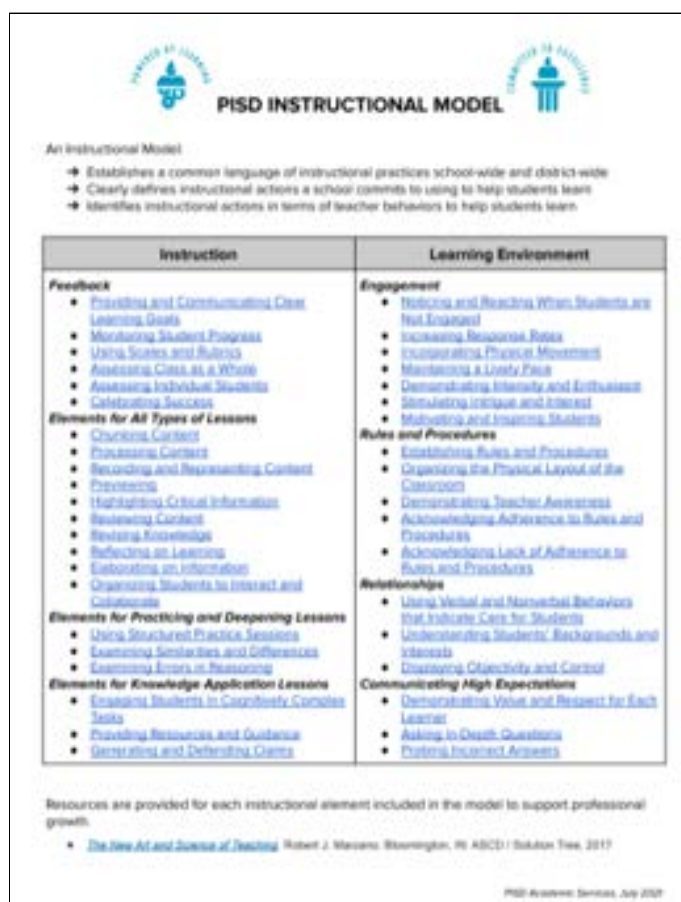 POWERED BY LEARNING
COMMITTED TO EXCELLENCE
PISD INSTRUCTIONAL MODEL
An Instructional Model:
➔ Establishes a common language of instructional practices school-wide and district-wide
➔ Clearly defines instructional actions a school commits to using to help students learn
➔ Identifies instructional actions in terms of teacher behaviors to help students learn
Instruction
Feedback
● Providing and Communicating Clear
Learning Goals
● Monitoring Student Progress
● Using Scales and Rubrics
● Assessing Class as a Whole
● Assessing Individual Students
● Celebrating Success
Elements for All Types of Lessons
● Chunking Content
● Processing Content
● Recording and Representing Content
● Previewing
● Highlighting Critical Information
● Reviewing Content
● Revising Knowledge
● Reflecting on Learning
● Elaborating on Information
● Organizing Students to Interact and
Collaborate
Elements for Practicing and Deepening Lessons
● Using Structured Practice Sessions
● Examining Similarities and Differences
● Examining Errors in Reasoning
Elements for Knowledge Application Lessons
● Engaging Students in Cognitively Complex
Tasks
● Providing Resources and Guidance
● Generating and Defending Claims
Learning Environment
Engagement
● Noticing and Reacting When Students are
Not Engaged
● Increasing Response Rates
● Incorporating Physical Movement
● Maintaining a Lively Pace
● Demonstrating Intensity and Enthusiasm
● Stimulating Intrigue and Interest
● Motivating and Inspiring Students
Rules and Procedures
● Establishing Rules and Procedures
● Organizing the Physical Layout of the
Classroom
● Demonstrating Teacher Awareness
● Acknowledging Adherence to Rules and
Procedures
● Acknowledging Lack of Adherence to
Rules and Procedures
Relationships
● Using Verbal and Nonverbal Behaviors
that Indicate Care for Students
● Understanding Students' Backgrounds and
Interests
● Displaying Objectivity and Control
Communicating High Expectations
● Demonstrating Value and Respect for Each
Learner
● Asking In-Depth Questions
● Probing Incorrect Answers
Resources are provided for each instructional element included in the model to support professional
growth.
● The New Art and Science of Teaching. Robert J. Marzano. Bloomington, IN: ASCD / Solution Tree, 2017
PISD Academic Services, July 2021